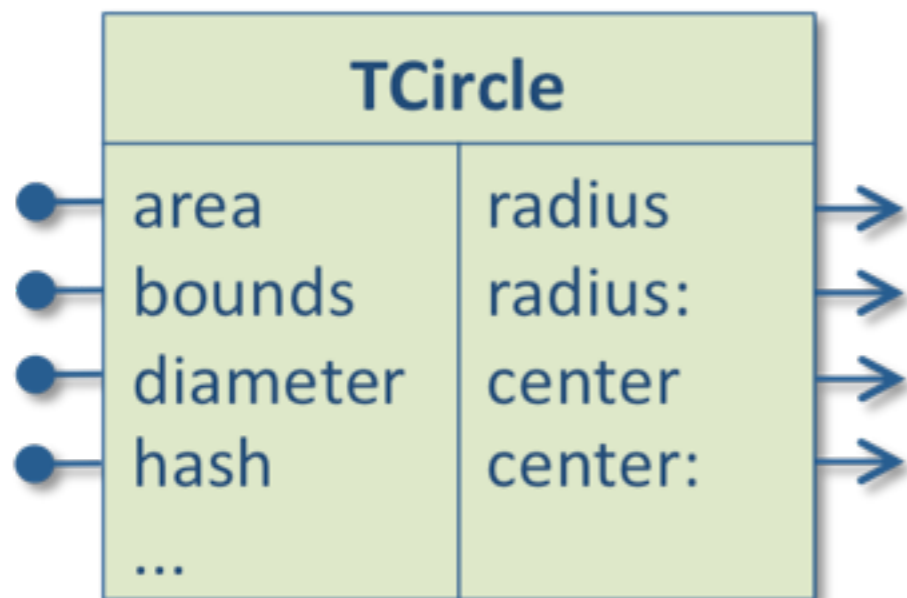 TCircle
area radius
bounds radius:
diameter center
hash center:
...